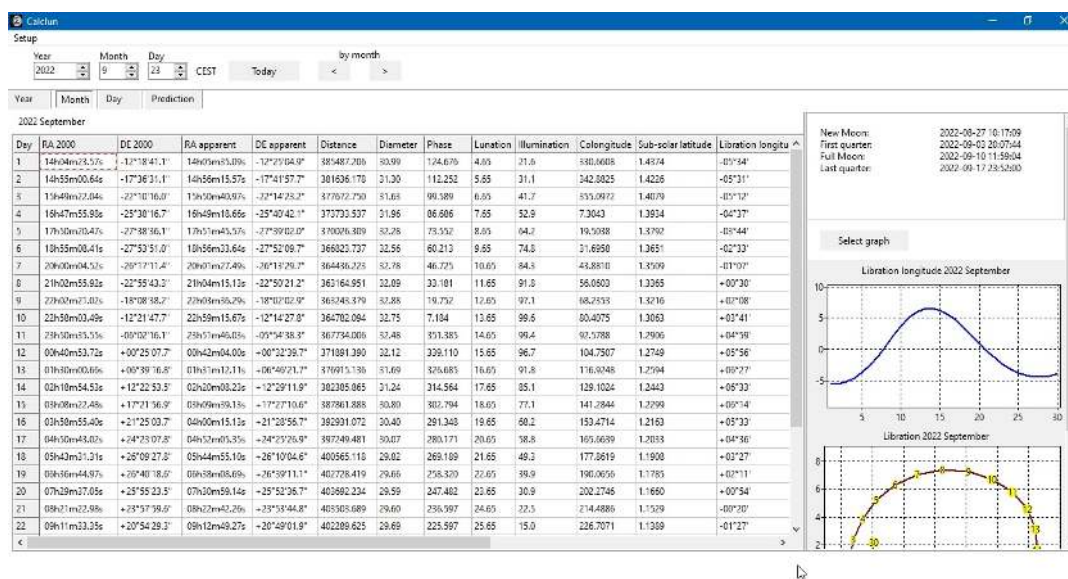 Calclun
Setup
Year Month Day by month
2022 9 23 CEST Today < >
Year Month Day Prediction
2022 September
Day RA 2000 DE 2000 RA apparent DE apparent Distance Diameter Phase Lunation Illumination Colongitude Sub-solar latitude Libration longitu
1 14h04m23.57s -12°18'41.1" 14h05m35.09s -12°25'04.9" 385487.206 30.99 124.676 4.65 21.6 330.6608 1.4374 -05°34'
2 14h55m00.64s -17°36'31.1" 14h56m15.57s -17°41'57.7" 381636.178 31.30 112.252 5.65 31.1 342.8825 1.4226 -05°31'
3 15h49m22.04s -22°10'16.0" 15h50m40.97s -22°14'23.2" 377672.750 31.63 99.589 6.65 41.7 355.0972 1.4079 -05°12'
4 16h47m55.98s -25°38'16.7" 16h49m18.66s -25°40'42.1" 373733.537 31.96 86.686 7.65 52.9 7.3043 1.3934 -04°37'
5 17h50m20.47s -27°38'36.1" 17h51m45.57s -27°39'02.0" 370026.309 32.28 73.552 8.65 64.2 19.5038 1.3792 -03°44'
6 18h55m08.41s -27°53'51.0" 18h56m33.64s -27°52'09.7" 366823.737 32.56 60.213 9.65 74.8 31.6958 1.3651 -02°33'
7 20h00m04.52s -26°17'11.4" 20h01m27.49s -26°13'29.7" 364436.223 32.78 46.725 10.65 84.3 43.8810 1.3509 -01°07'
8 21h02m55.92s -22°55'43.3" 21h04m15.13s -22°50'21.2" 363164.951 32.89 33.181 11.65 91.8 56.0603 1.3365 +00°30'
9 22h02m21.02s -18°08'38.2" 22h03m36.29s -18°02'02.9" 363243.379 32.88 19.752 12.65 97.1 68.2353 1.3216 +02°08'
10 22h58m03.49s -12°21'47.7" 22h59m15.67s -12°14'27.8" 364782.094 32.75 7.184 13.65 99.6 80.4075 1.3063 +03°41'
11 23h50m35.55s -06°02'16.1" 23h51m46.03s -05°54'38.3" 367734.006 32.48 351.385 14.65 99.4 92.5788 1.2906 +04°59'
12 00h40m53.72s +00°25'07.7" 00h42m04.00s +00°32'39.7" 371891.390 32.12 339.110 15.65 96.7 104.7507 1.2749 +05°56'
13 01h30m00.66s +06°39'16.8" 01h31m12.11s +06°46'21.7" 376915.136 31.69 326.685 16.65 91.8 116.9248 1.2594 +06°27'
14 02h18m54.53s +12°22'53.5" 02h20m08.23s +12°29'11.9" 382385.865 31.24 314.564 17.65 85.1 129.1024 1.2443 +06°33'
15 03h08m22.48s +17°21'56.9" 03h09m39.13s +17°27'10.6" 387861.888 30.80 302.794 18.65 77.1 141.2844 1.2299 +06°14'
16 03h58m55.40s +21°25'03.7" 04h00m15.13s +21°28'56.7" 392931.072 30.40 291.348 19.65 68.2 153.4714 1.2163 +05°33'
17 04h50m43.02s +24°23'07.8" 04h52m05.35s +24°25'26.9" 397249.481 30.07 280.171 20.65 58.8 165.6639 1.2033 +04°36'
18 05h43m31.31s +26°09'27.8" 05h44m55.10s +26°10'04.6" 400565.118 29.82 269.189 21.65 49.3 177.8619 1.1908 +03°27'
19 06h36m44.97s +26°40'18.6" 06h38m08.69s +26°39'11.1" 402728.419 29.66 258.320 22.65 39.9 190.0656 1.1785 +02°11'
20 07h29m37.05s +25°55'23.5" 07h30m59.14s +25°52'36.7" 403692.234 29.59 247.482 23.65 30.9 202.2746 1.1660 +00°54'
21 08h21m22.98s +23°57'59.6" 08h22m42.26s +23°53'44.8" 403503.689 29.60 236.597 24.65 22.5 214.4886 1.1529 -00°20'
22 09h11m33.35s +20°54'29.3" 09h12m49.27s +20°49'01.9" 402289.625 29.69 225.597 25.65 15.0 226.7071 1.1389 -01°27'
New Moon: 2022-08-27 10:17:09
First quarter: 2022-09-03 20:07:44
Full Moon: 2022-09-10 11:59:04
Last quarter: 2022-09-17 23:52:00
Select graph
Libration longitude 2022 September
10
5
0
-5
5 10 15 20 25 30
Libration 2022 September
8
6
4
2
3 4 5 6 7 8 9 10 11 12 13
30